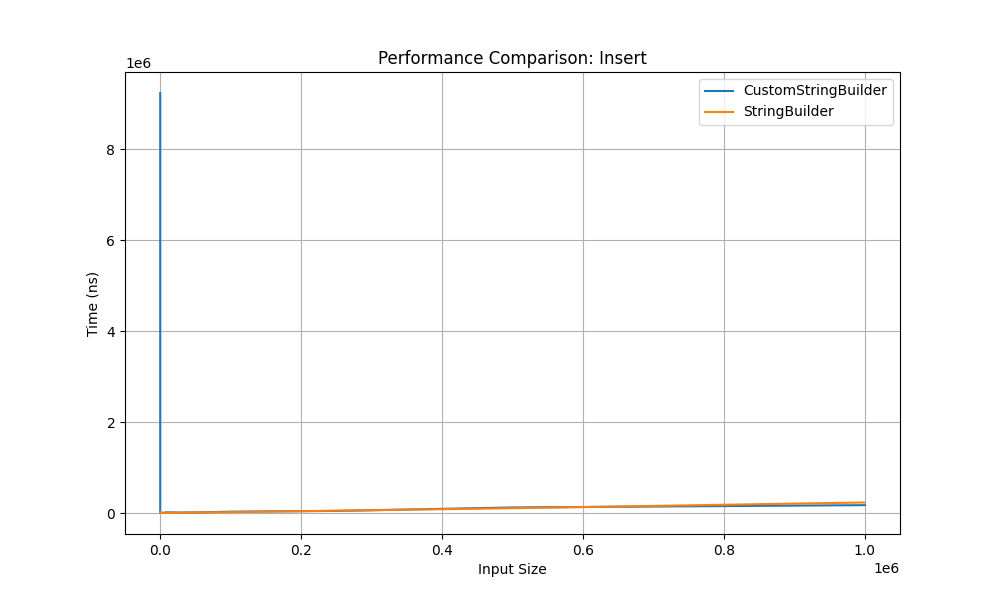 Performance Comparison: Insert
1e6
CustomStringBuilder
StringBuilder
8
6
4
2
0
Time (ns)
0.0 0.2 0.4 0.6 0.8 1.0
Input Size
1e6